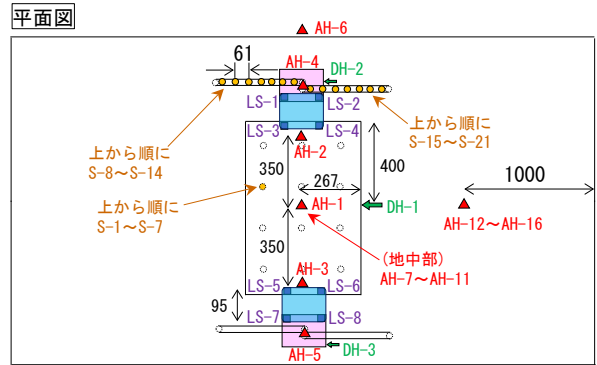 平面図
AH-6
61
AH-4
DH-2
LS-1
LS-2
上から順に
S-8～S-14
LS-3
LS-4
上から順に
S-15～S-21
AH-2
350
400
267
1000
上から順に
S-1～S-7
AH-1
DH-1
AH-12～AH-16
350
(地中部)
AH-7～AH-11
AH-3
LS-5
LS-6
95
LS-7
LS-8
AH-5
DH-3